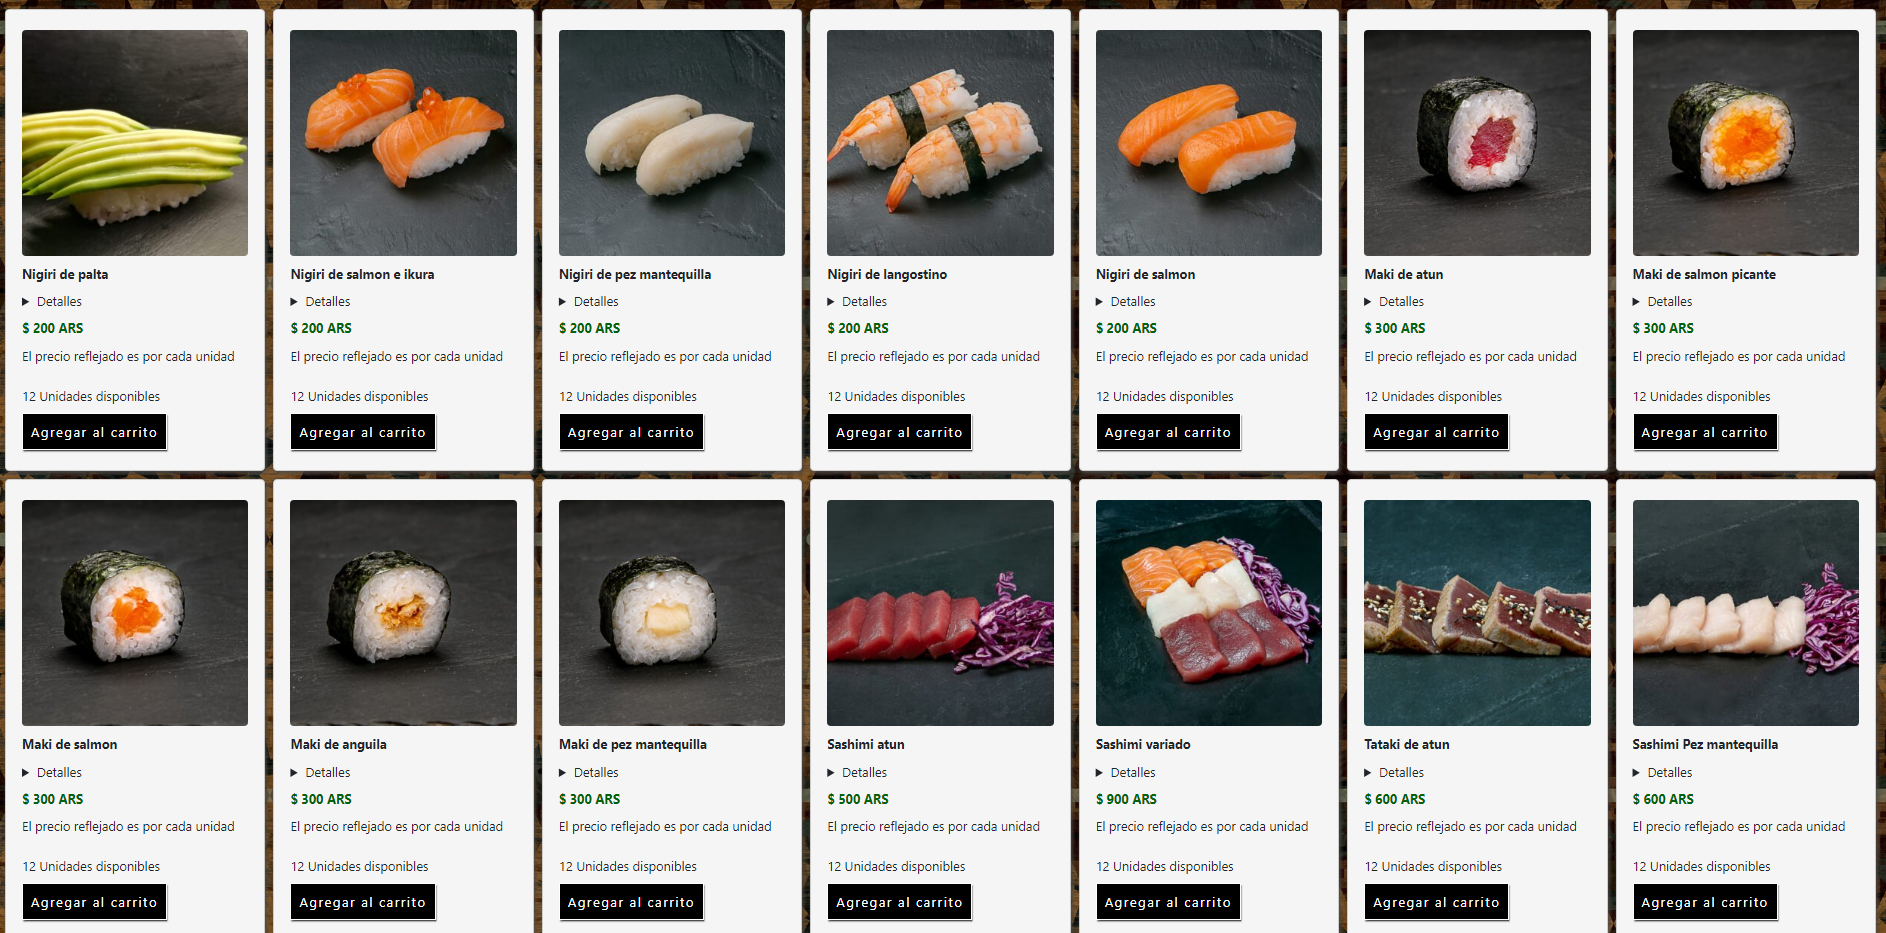 Nigiri de palta
Detalles
$ 200 ARS
El precio reflejado es por cada unidad
12 Unidades disponibles
Agregar al carrito
Nigiri de salmon e ikura
Detalles
$ 200 ARS
El precio reflejado es por cada unidad
12 Unidades disponibles
Agregar al carrito
Nigiri de pez mantequilla
Detalles
$ 200 ARS
El precio reflejado es por cada unidad
12 Unidades disponibles
Agregar al carrito
Nigiri de langostino
Detalles
$ 200 ARS
El precio reflejado es por cada unidad
12 Unidades disponibles
Agregar al carrito
Nigiri de salmon
Detalles
$ 200 ARS
El precio reflejado es por cada unidad
12 Unidades disponibles
Agregar al carrito
Maki de atun
Detalles
$ 300 ARS
El precio reflejado es por cada unidad
12 Unidades disponibles
Agregar al carrito
Maki de salmon picante
Detalles
$ 300 ARS
El precio reflejado es por cada unidad
12 Unidades disponibles
Agregar al carrito
Maki de salmon
Detalles
$ 300 ARS
El precio reflejado es por cada unidad
12 Unidades disponibles
Agregar al carrito
Maki de anguila
Detalles
$ 300 ARS
El precio reflejado es por cada unidad
12 Unidades disponibles
Agregar al carrito
Maki de pez mantequilla
Detalles
$ 300 ARS
El precio reflejado es por cada unidad
12 Unidades disponibles
Agregar al carrito
Sashimi atun
Detalles
$ 500 ARS
El precio reflejado es por cada unidad
12 Unidades disponibles
Agregar al carrito
Sashimi variado
Detalles
$ 900 ARS
El precio reflejado es por cada unidad
12 Unidades disponibles
Agregar al carrito
Tataki de atun
Detalles
$ 600 ARS
El precio reflejado es por cada unidad
12 Unidades disponibles
Agregar al carrito
Sashimi Pez mantequilla
Detalles
$ 600 ARS
El precio reflejado es por cada unidad
12 Unidades disponibles
Agregar al carrito